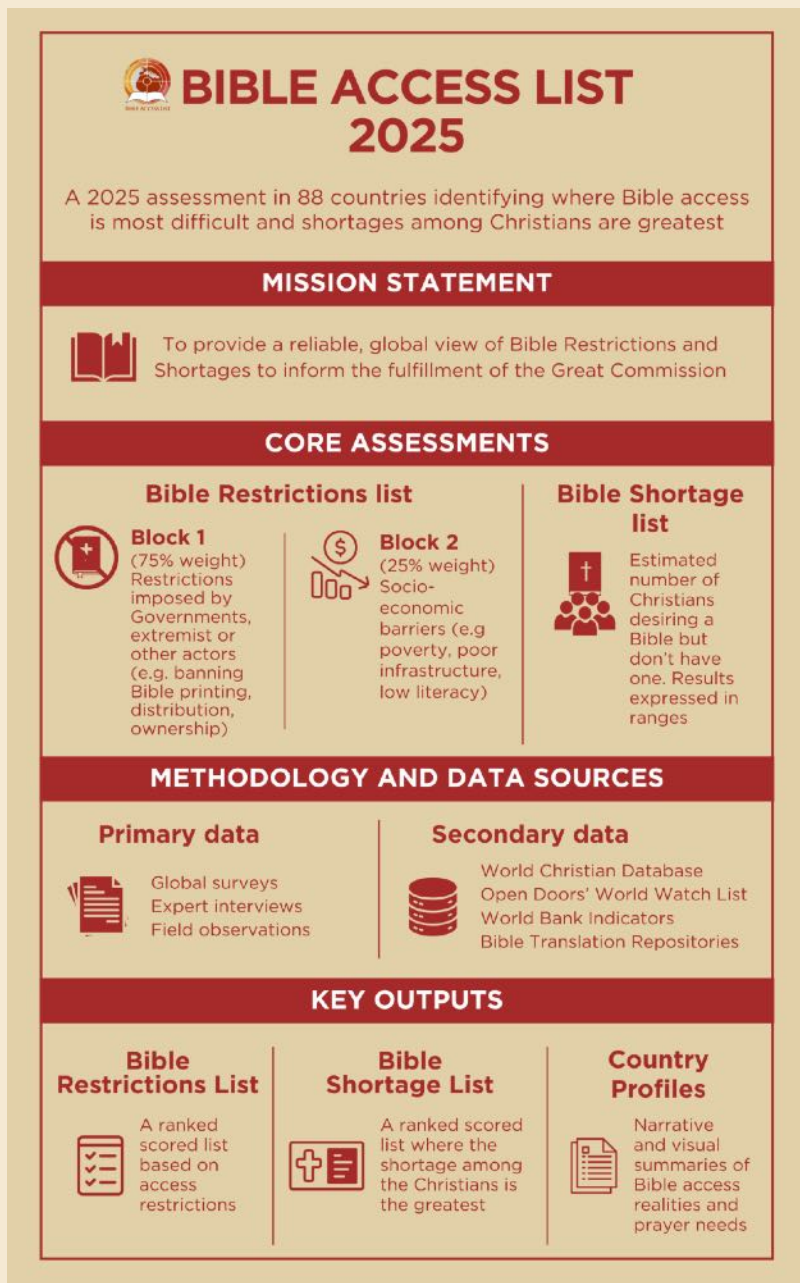 BIBLE ACCESS LIST
BIBLE ACCESS LIST
2025
A 2025 assessment in 88 countries identifying where Bible access
is most difficult and shortages among Christians are greatest
MISSION STATEMENT
To provide a reliable, global view of Bible Restrictions and
Shortages to inform the fulfillment of the Great Commission
CORE ASSESSMENTS
Bible Restrictions list
Block 1
(75% weight)
Restrictions
imposed by
Governments,
extremist or
other actors
(e.g. banning
Bible printing,
distribution,
ownership)
Block 2
(25% weight)
Socio-
economic
barriers (e.g
poverty, poor
infrastructure,
low literacy)
Bible Shortage
list
Estimated
number of
Christians
desiring a
Bible but
don't have
one. Results
expressed in
ranges
METHODOLOGY AND DATA SOURCES
Primary data
Global surveys
Expert interviews
Field observations
Secondary data
World Christian Database
Open Doors' World Watch List
World Bank Indicators
Bible Translation Repositories
KEY OUTPUTS
Bible
Restrictions List
A ranked
scored list
based on
access
restrictions
Bible
Shortage List
A ranked scored
list where the
shortage among
the Christians is
the greatest
Country
Profiles
Narrative
and visual
summaries of
Bible access
realities and
prayer needs